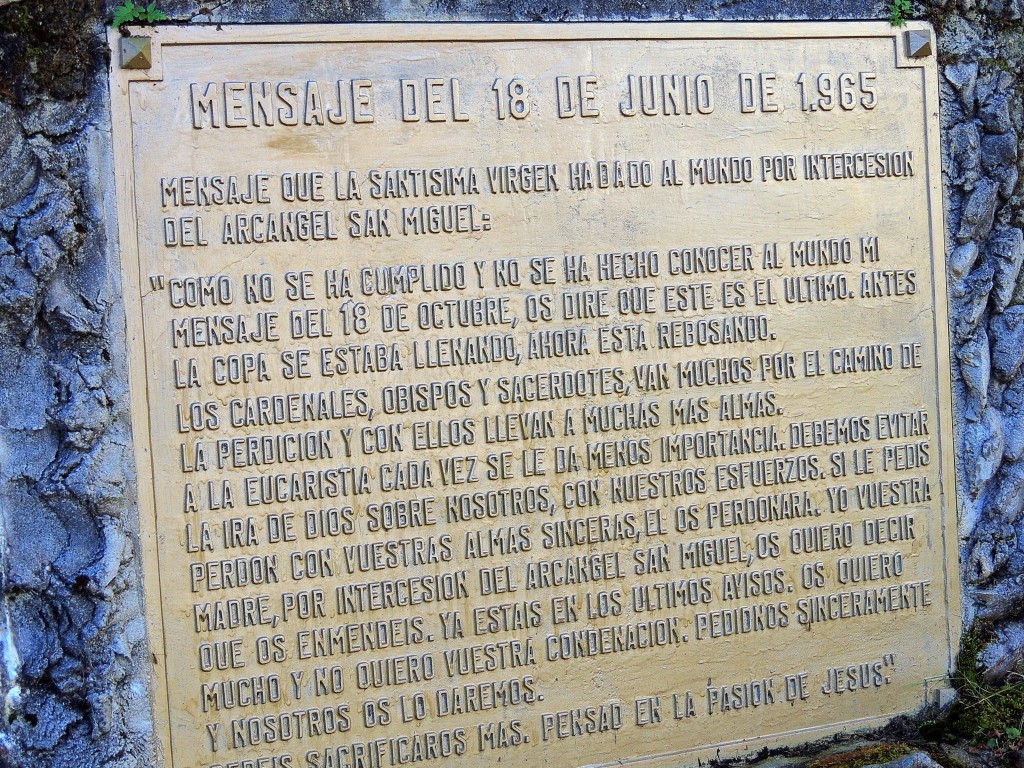 MENSAJE DEL 18 DE JUNIO DE 1.965
MENSAJE QUE LA SANTISIMA VIRGEN HA DADO AL MUNDO POR INTERCESION
DEL ARCANGEL SAN MIGUEL:
"COMO NO SE HA CUMPLIDO Y NO SE HA HECHO CONOCER AL MUNDO MI
MENSAJE DEL 18 DE OCTUBRE, OS DIRE QUE ESTE ES EL ULTIMO. ANTES
LA COPA SE ESTABA LLENANDO, AHORA ESTA REBOSANDO.
LOS CARDENALES, OBISPOS Y SACERDOTES, VAN MUCHOS POR EL CAMINO DE
LA PERDICION Y CON ELLOS LLEVAN A MUCHAS MAS ALMAS.
A LA EUCARISTIA CADA VEZ SE LE DA MENOS IMPORTANCIA. DEBEMOS EVITAR
LA IRA DE DIOS SOBRE NOSOTROS, CON NUESTROS ESFUERZOS. SI LE PEDIS
PERDON CON VUESTRAS ALMAS SINCERAS, EL OS PERDONARA. YO VUESTRA
MADRE, POR INTERCESION DEL ARCANGEL SAN MIGUEL, OS QUIERO DECIR
QUE OS ENMENDEIS. YA ESTAIS EN LOS ULTIMOS AVISOS. OS QUIERO
MUCHO Y NO QUIERO VUESTRA CONDENACION. PEDIDNOS SINCERAMENTE
Y NOSOTROS OS LO DAREMOS.
DEBEIS SACRIFICAROS MAS. PENSAD EN LA PASION DE JESUS."